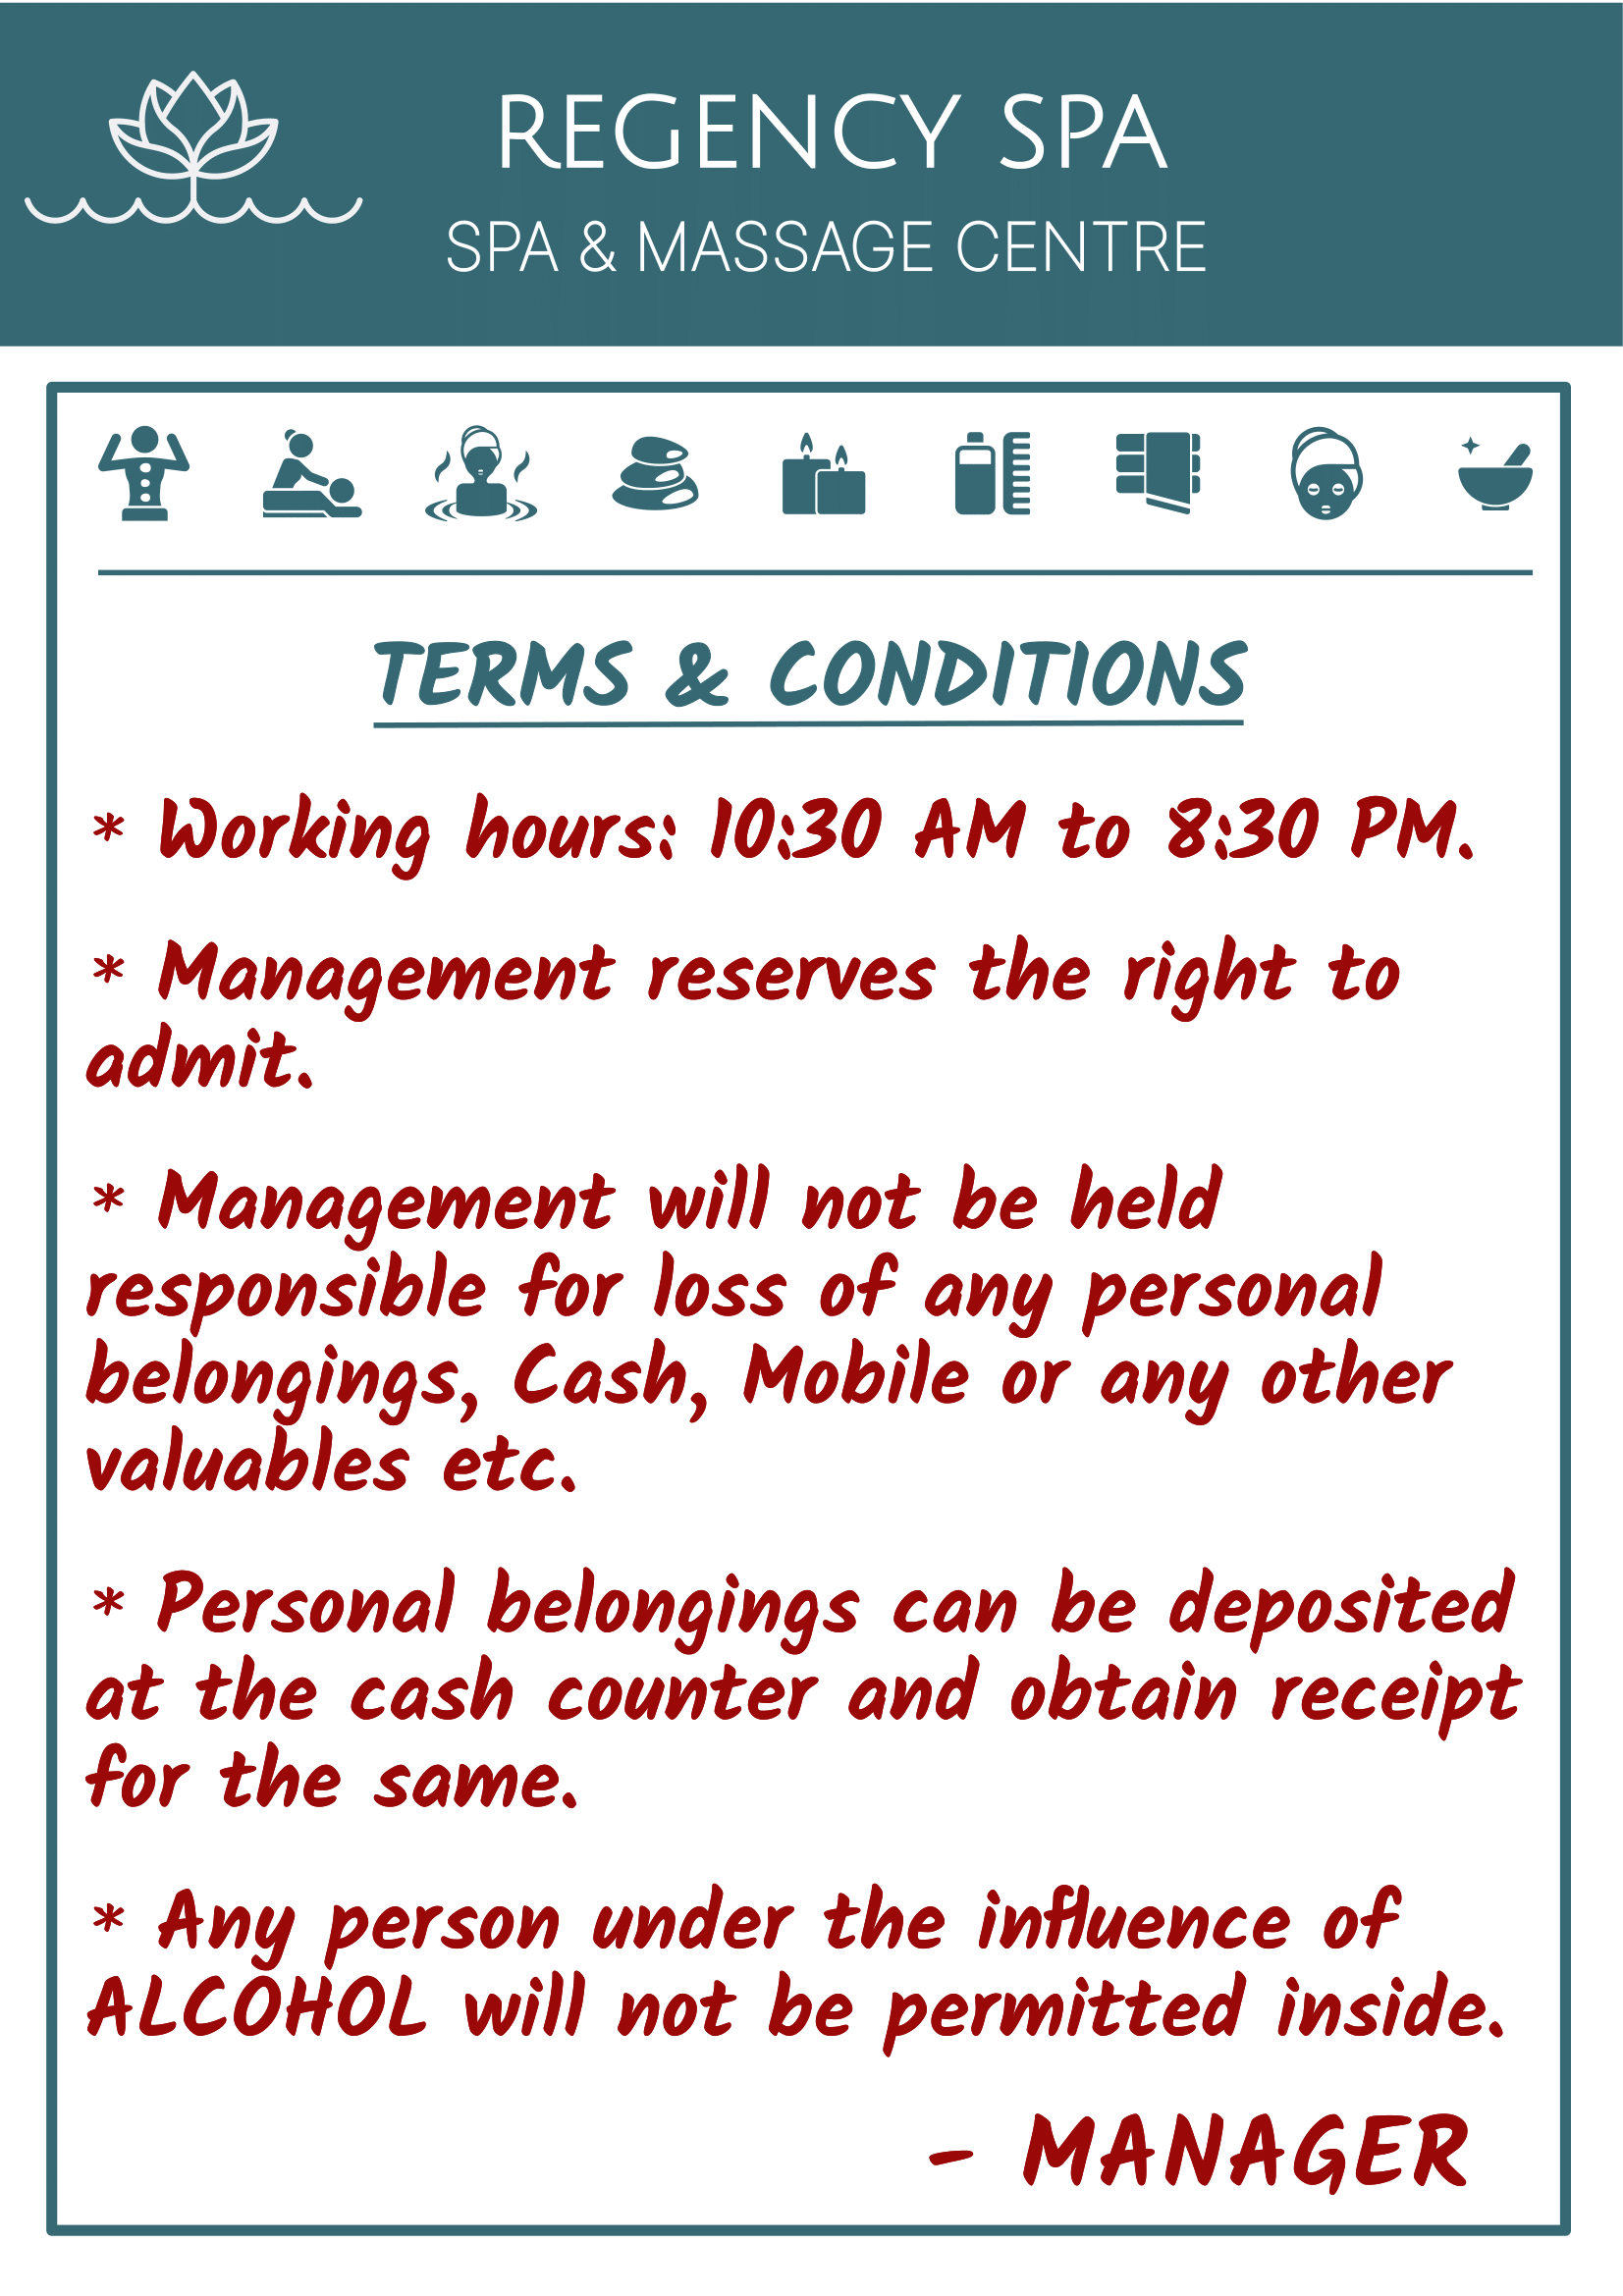 REGENCY SPA
SPA & MASSAGE CENTRE
TERMS & CONDITIONS
* Working hours: 10:30 AM to 8:30 PM.
* Management reserves the right to
admit.
* Management will not be held
responsible for loss of any personal
belongings, Cash, Mobile or any other
valuables etc.
* Personal belongings can be deposited
at the cash counter and obtain receipt
for the same.
* Any person under the influence of
ALCOHOL will not be permitted inside.
- MANAGER